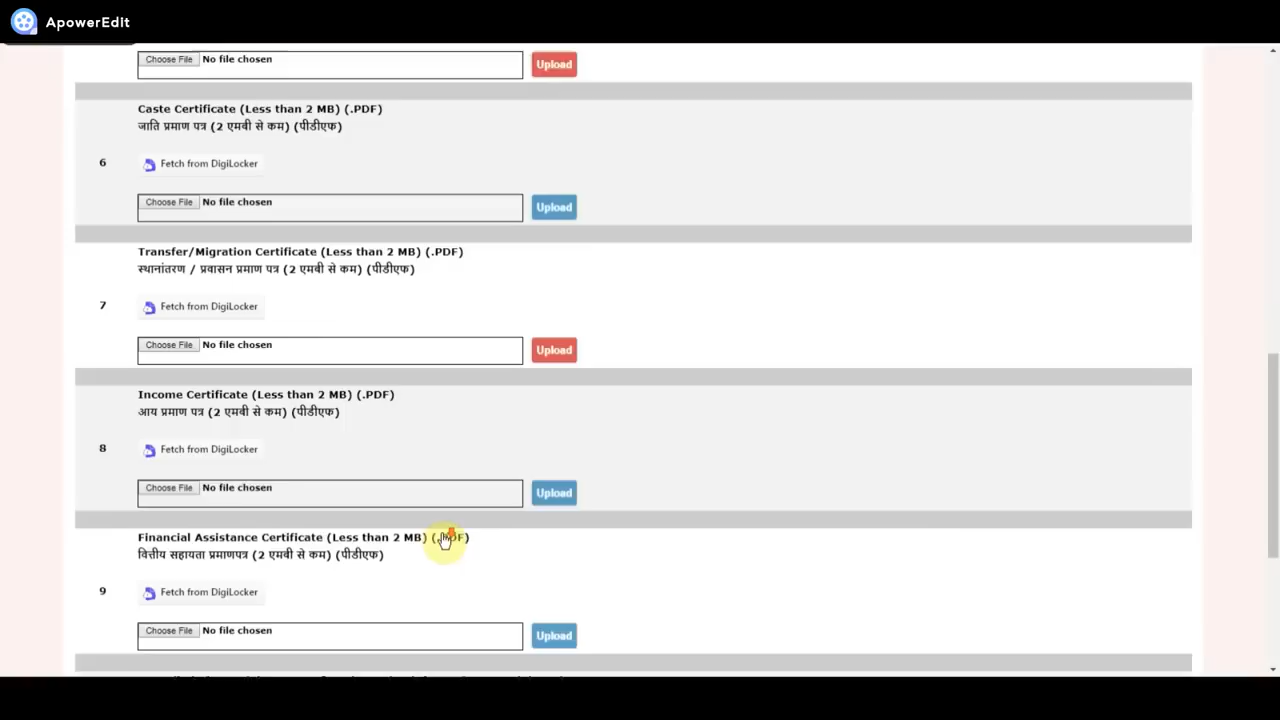 ApowerEdit
Choose File No file chosen Upload
Caste Certificate (Less than 2 MB) (.PDF)
जाति प्रमाण पत्र (2 एमबी से कम) (पीडीएफ)
6
Fetch from DigiLocker
Choose File No file chosen Upload
Transfer/Migration Certificate (Less than 2 MB) (.PDF)
स्थानांतरण / प्रवासन प्रमाण पत्र (2 एमबी से कम) (पीडीएफ)
7
Fetch from DigiLocker
Choose File No file chosen Upload
Income Certificate (Less than 2 MB) (.PDF)
आय प्रमाण पत्र (2 एमबी से कम) (पीडीएफ)
8
Fetch from DigiLocker
Choose File No file chosen Upload
Financial Assistance Certificate (Less than 2 MB)
वित्तीय सहायता प्रमाणपत्र (2 एमबी से कम) (पीडीएफ)
9
Fetch from DigiLocker
Choose File No file chosen Upload